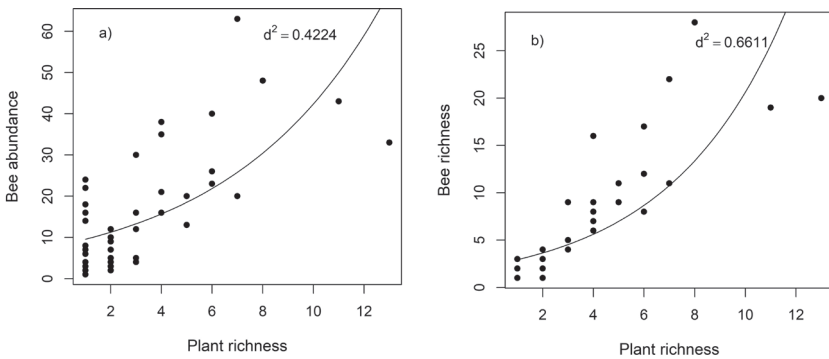 a)
d² = 0.4224
60
50
40
30
20
10
0
Bee abundance
2 4 6 8 10 12
Plant richness
b)
d² = 0.6611
25
20
15
10
5
0
Bee richness
2 4 6 8 10 12
Plant richness